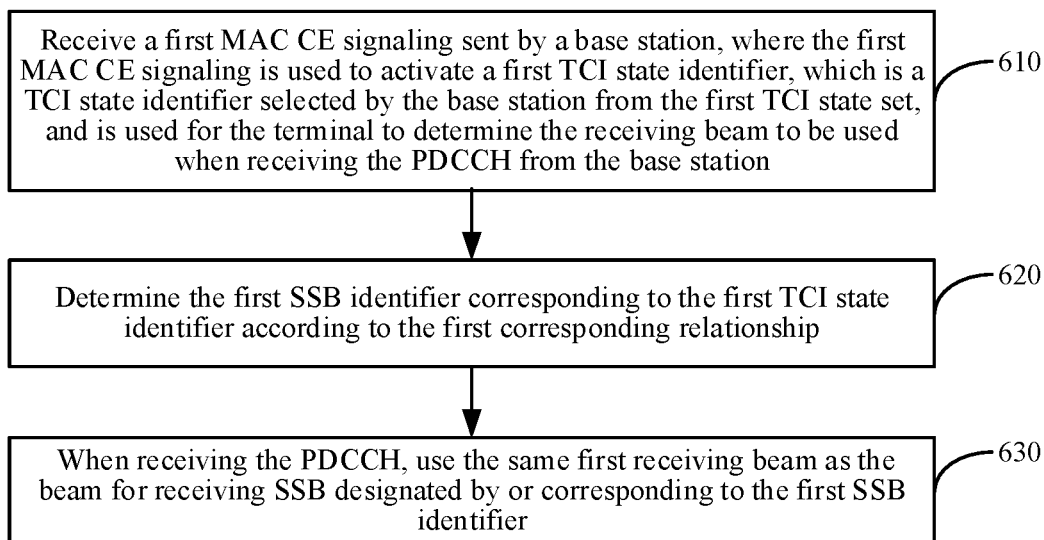 Receive a first MAC CE signaling sent by a base station, where the first
MAC CE signaling is used to activate a first TCI state identifier, which is a
TCI state identifier selected by the base station from the first TCI state set,
and is used for the terminal to determine the receiving beam to be used
when receiving the PDCCH from the base station
610
Determine the first SSB identifier corresponding to the first TCI state
identifier according to the first corresponding relationship
620
When receiving the PDCCH, use the same first receiving beam as the
beam for receiving SSB designated by or corresponding to the first SSB
identifier
630